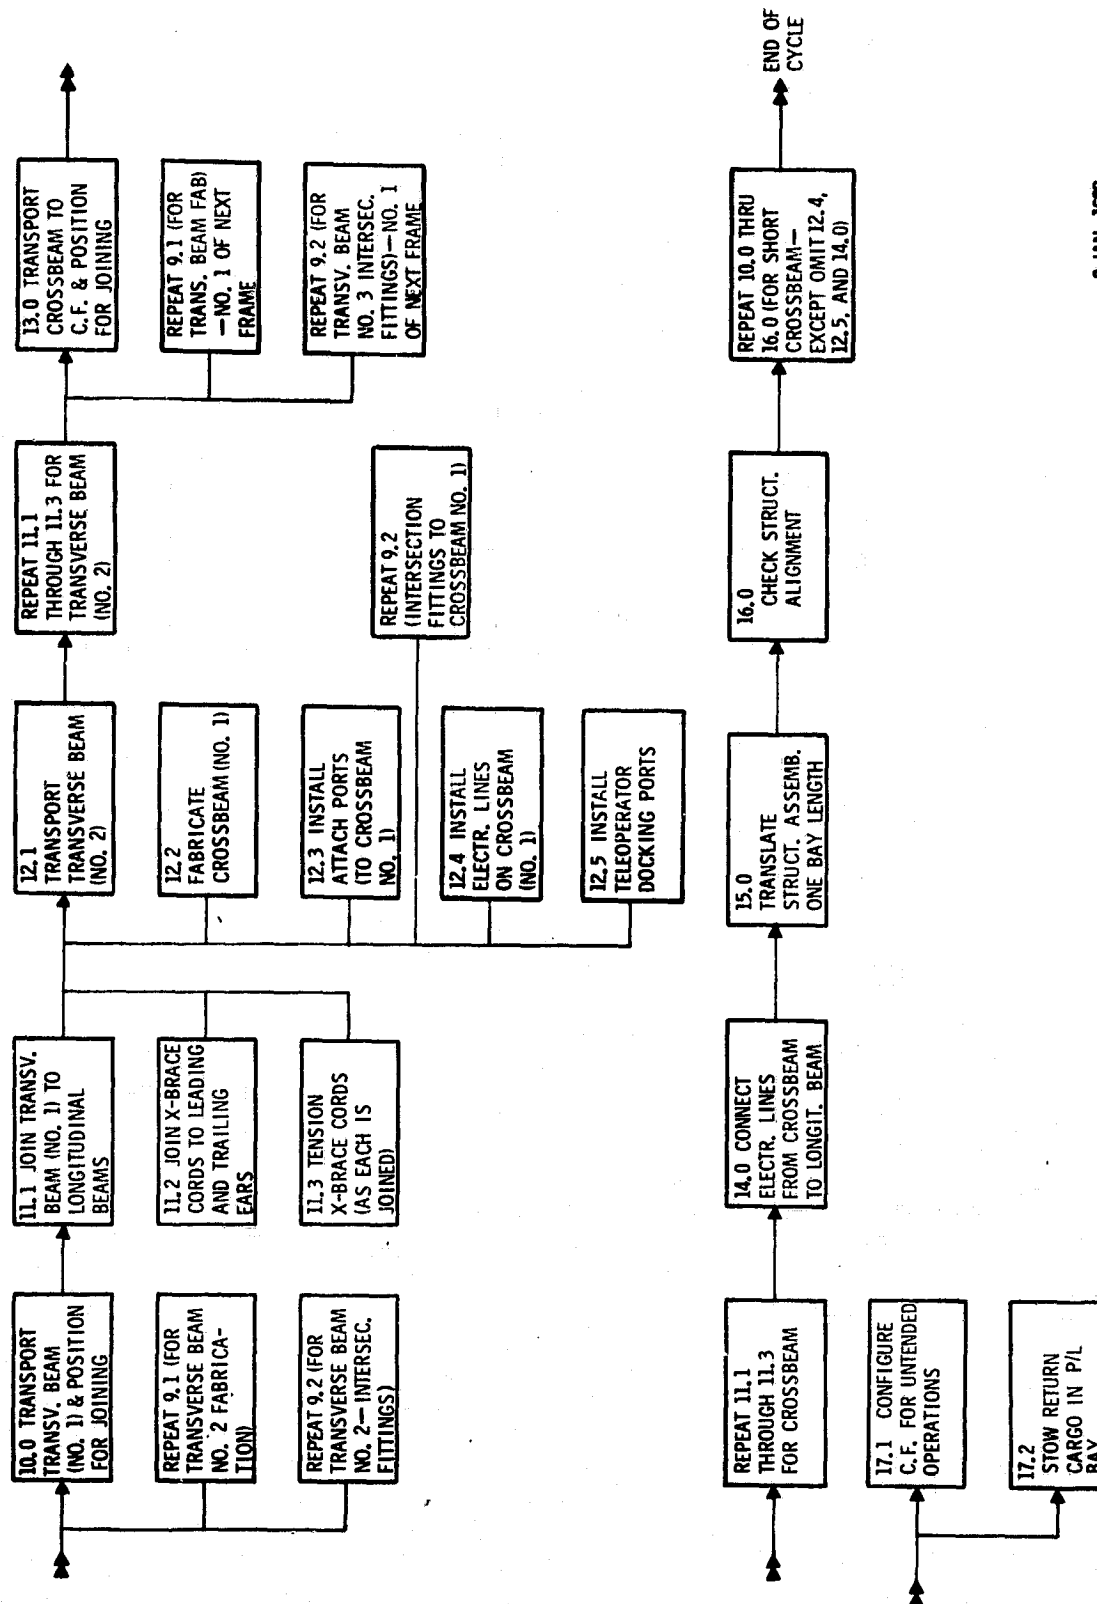 10.0 TRANSPORT
TRANSV. BEAM
(NO. 1) & POSITION
FOR JOINING
REPEAT 9.1 (FOR
TRANSVERSE BEAM
NO. 2 FABRICA-
TION)
REPEAT 9.2 (FOR
TRANSVERSE BEAM
NO. 2—INTERSEC.
FITTINGS)
11.1 JOIN TRANSV.
BEAM (NO. 1) TO
LONGITUDINAL
BEAMS
11.2 JOIN X-BRACE
CORDS TO LEADING
AND TRAILING
EARS
11.3 TENSION
X-BRACE CORDS
(AS EACH IS
JOINED)
12.1
TRANSPORT
TRANSVERSE BEAM
(NO. 2)
12.2
FABRICATE
CROSSBEAM (NO. 1)
12.3 INSTALL
ATTACH PORTS
(TO CROSSBEAM
NO. 1)
12.4 INSTALL
ELECTR. LINES
ON CROSSBEAM
(NO. 1)
12.5 INSTALL
TELEOPERATOR
DOCKING PORTS
REPEAT 11.1
THROUGH 11.3 FOR
TRANSVERSE BEAM
(NO. 2)
REPEAT 9.2
(INTERSECTION
FITTINGS TO
CROSSBEAM NO. 1)
13.0 TRANSPORT
CROSSBEAM TO
C.F. & POSITION
FOR JOINING
REPEAT 9.1 (FOR
TRANS. BEAM FAB)
—NO. 1 OF NEXT
FRAME
REPEAT 9.2 (FOR
TRANSV. BEAM
NO. 3 INTERSEC.
FITTINGS)—NO. 1
OF NEXT FRAME
REPEAT 11.1
THROUGH 11.3
FOR CROSSBEAM
14.0 CONNECT
ELECTR. LINES
FROM CROSSBEAM
TO LONGIT. BEAM
15.0
TRANSLATE
STRUCT. ASSEMB.
ONE BAY LENGTH
16.0
CHECK STRUCT.
ALIGNMENT
REPEAT 10.0 THRU
16.0 (FOR SHORT
CROSSBEAM—
EXCEPT OMIT 12.4,
12.5, AND 14.0)
END OF
CYCLE
17.1 CONFIGURE
C.F. FOR UNTENDED
OPERATIONS
17.2
STOW RETURN
CARGO IN P/L
BAY